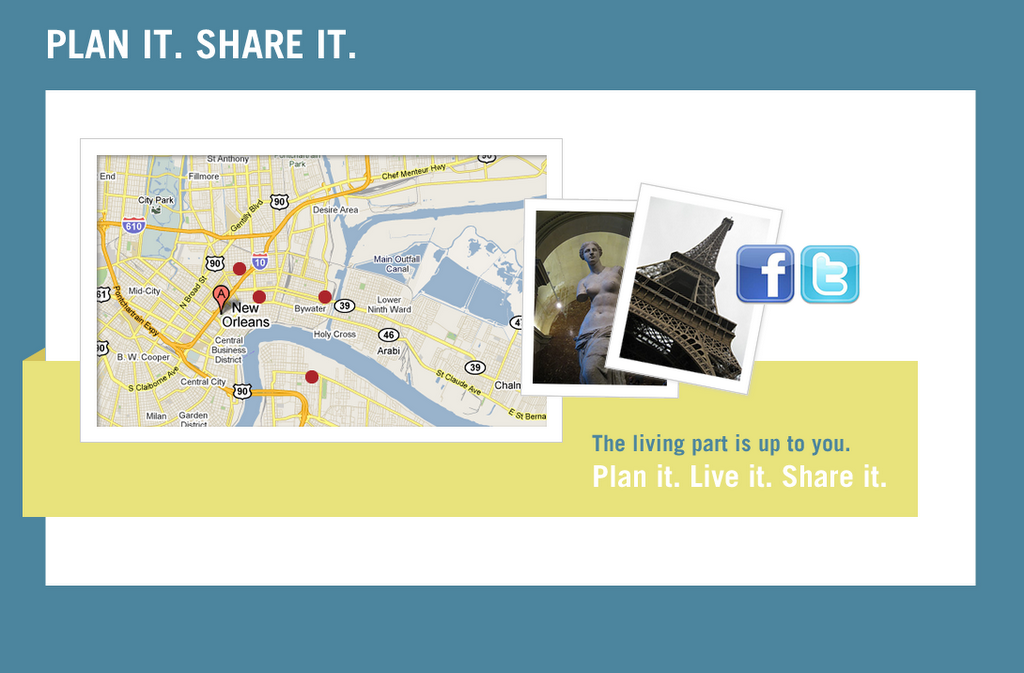 PLAN IT. SHARE IT.
St Anthony
Pontchartrain
Park
90
Chef Menteur Hwy
End
Fillmore
City Park
90
Gentilly Blvd
Desire Area
610
90
10
Main Outfall
Canal
61
Mid-City
N Broad St
A
New
Orleans
Bywater
39
Lower
Ninth Ward
Pontchartrain Expy
Holy Cross
46
Arabi
4
90
B. W. Cooper
Central
Business
District
39
S Claiborne Ave
Central City
90
St Claude Ave
Chaln
Milan
Garden
District
E St Berna
f
t
The living part is up to you.
Plan it. Live it. Share it.